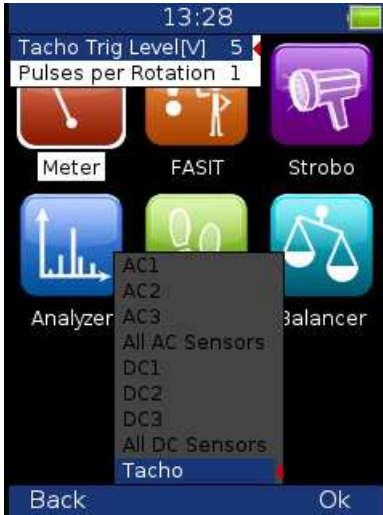 13:28
Tacho Trig Level[V] 5
Pulses per Rotation 1
Meter FASIT Strobo
Analyzer Balancer
AC1
AC2
AC3
All AC Sensors
DC1
DC2
DC3
All DC Sensors
Tacho
Back Ok